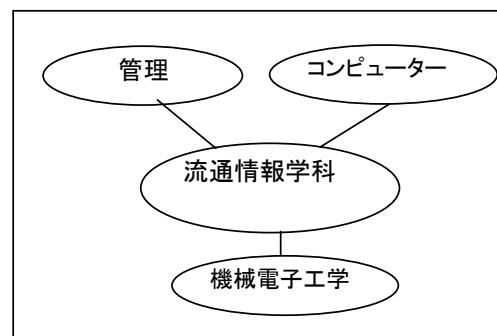 管理
コンピューター
流通情報学科
機械電子工学